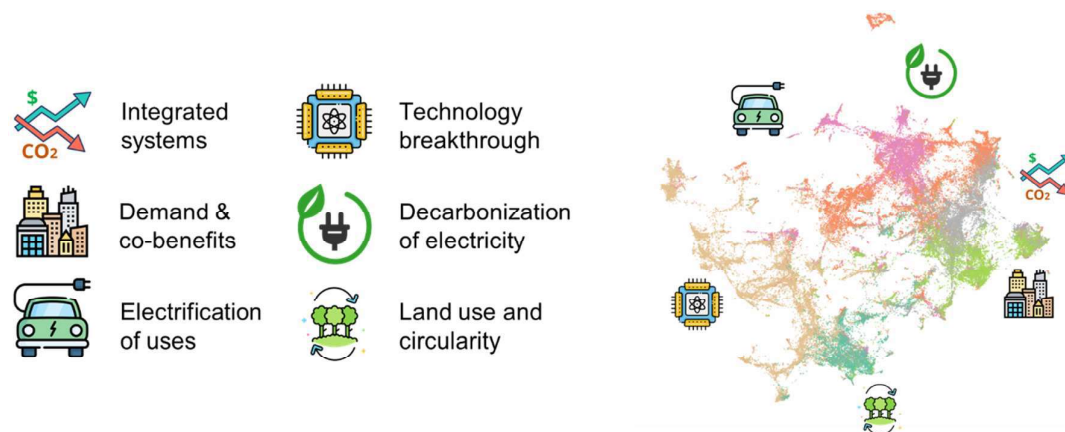 $
CO₂
Integrated
systems
Technology
breakthrough
Demand &
co-benefits
Decarbonization
of electricity
Electrification
of uses
Land use and
circularity
$
CO₂